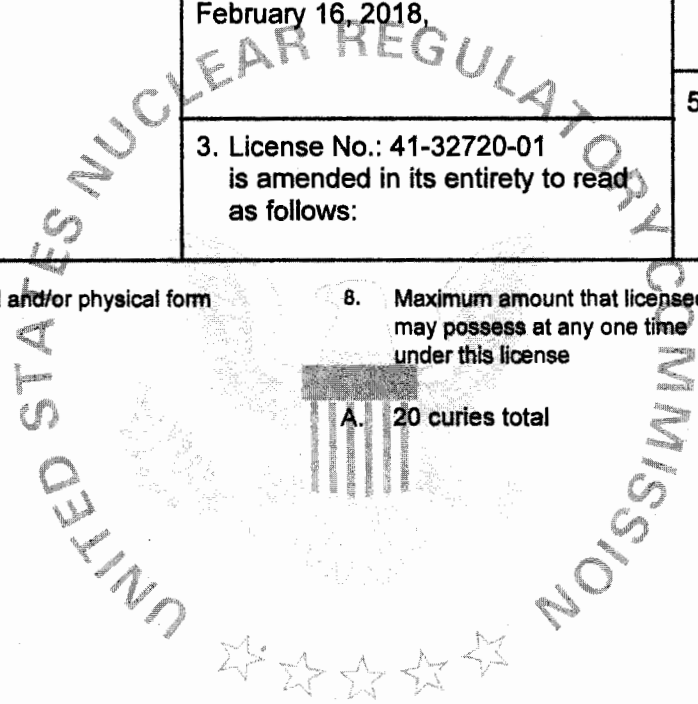 February 16, 2018,
5
3. License No.: 41-32720-01
is amended in its entirety to read
as follows:
and/or physical form
8. Maximum amount that licensee
may possess at any one time
under this license
A. 20 curies total
UNITED STATES NUCLEAR REGULATORY COMMISSION